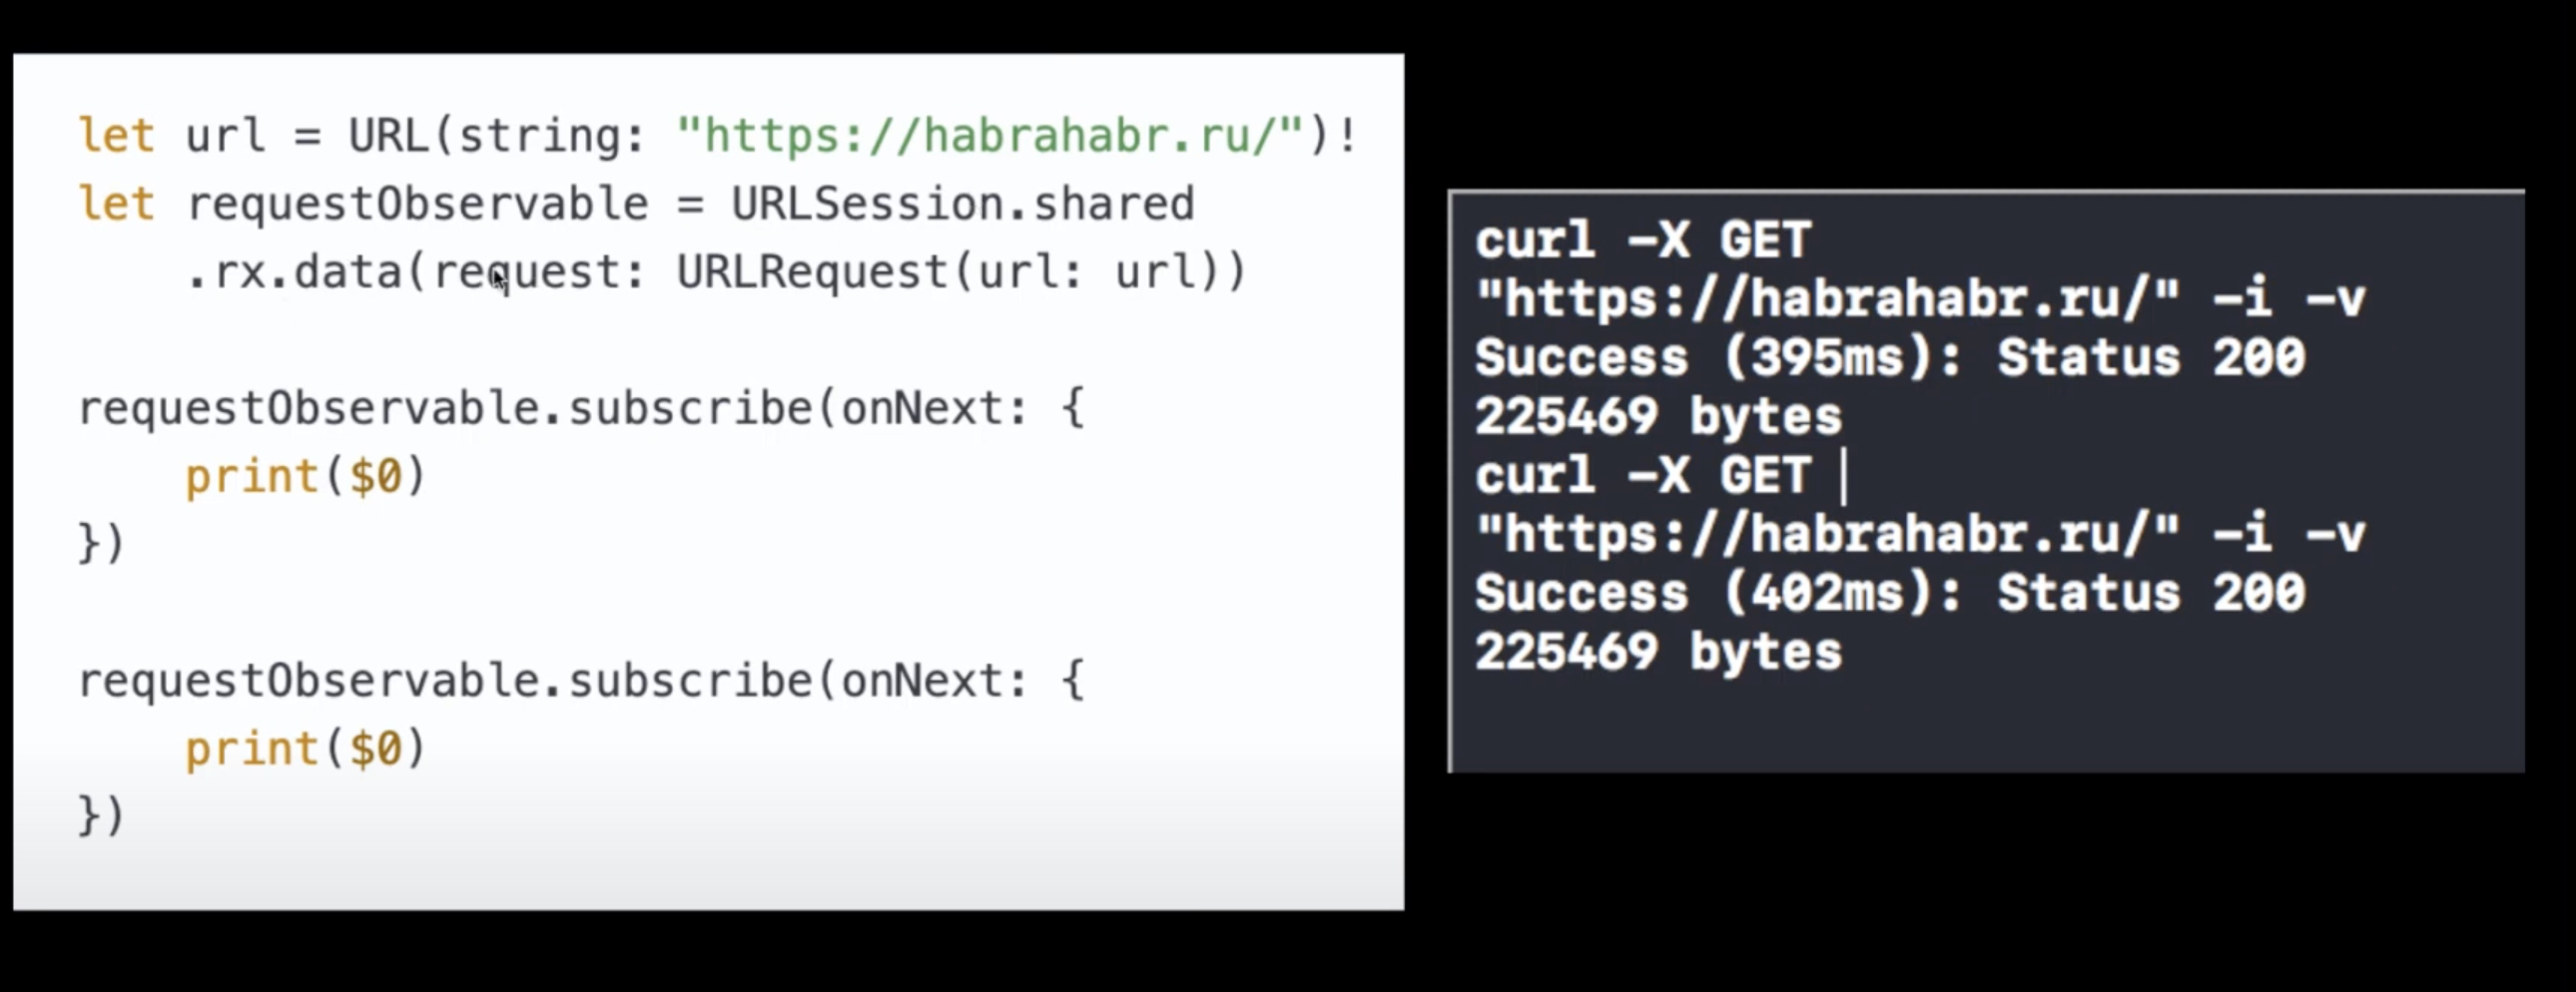 let url = URL(string: "https://habrahabr.ru/")!
let requestObservable = URLSession.shared
    .rx.data(request: URLRequest(url: url))
requestObservable.subscribe(onNext: {
    print($0)
})
requestObservable.subscribe(onNext: {
    print($0)
})
curl -X GET
"https://habrahabr.ru/" -i -v
Success (395ms): Status 200
225469 bytes
curl -X GET
"https://habrahabr.ru/" -i -v
Success (402ms): Status 200
225469 bytes